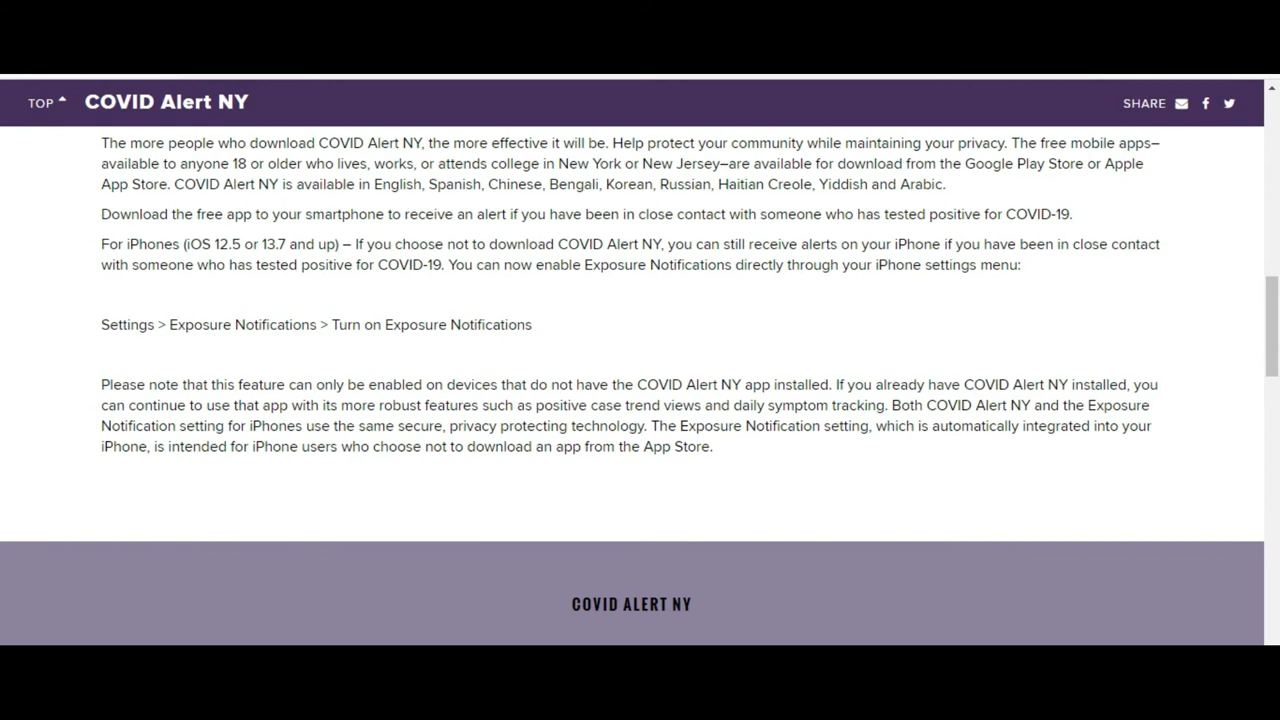 TOP COVID Alert NY SHARE
The more people who download COVID Alert NY, the more effective it will be. Help protect your community while maintaining your privacy. The free mobile apps–
available to anyone 18 or older who lives, works, or attends college in New York or New Jersey–are available for download from the Google Play Store or Apple
App Store. COVID Alert NY is available in English, Spanish, Chinese, Bengali, Korean, Russian, Haitian Creole, Yiddish and Arabic.
Download the free app to your smartphone to receive an alert if you have been in close contact with someone who has tested positive for COVID-19.
For iPhones (iOS 12.5 or 13.7 and up) – If you choose not to download COVID Alert NY, you can still receive alerts on your iPhone if you have been in close contact
with someone who has tested positive for COVID-19. You can now enable Exposure Notifications directly through your iPhone settings menu:
Settings > Exposure Notifications > Turn on Exposure Notifications
Please note that this feature can only be enabled on devices that do not have the COVID Alert NY app installed. If you already have COVID Alert NY installed, you
can continue to use that app with its more robust features such as positive case trend views and daily symptom tracking. Both COVID Alert NY and the Exposure
Notification setting for iPhones use the same secure, privacy protecting technology. The Exposure Notification setting, which is automatically integrated into your
iPhone, is intended for iPhone users who choose not to download an app from the App Store.
COVID ALERT NY